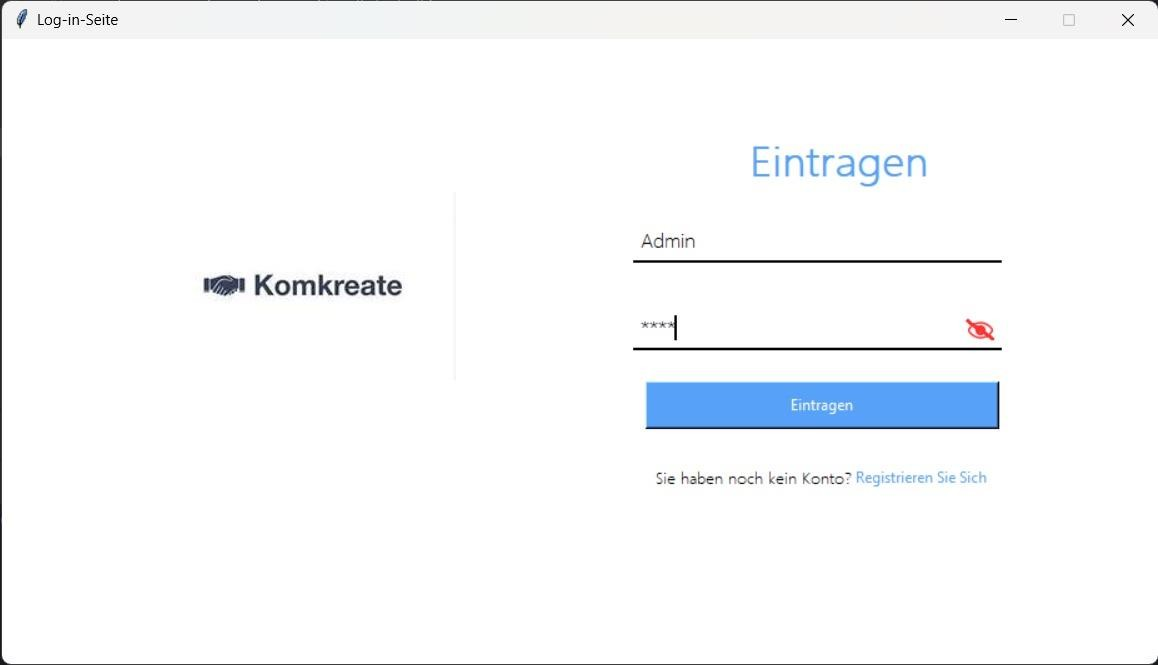 Log-in-Seite
Komkreate
Eintragen
Admin
****
Eintragen
Sie haben noch kein Konto? Registrieren Sie Sich